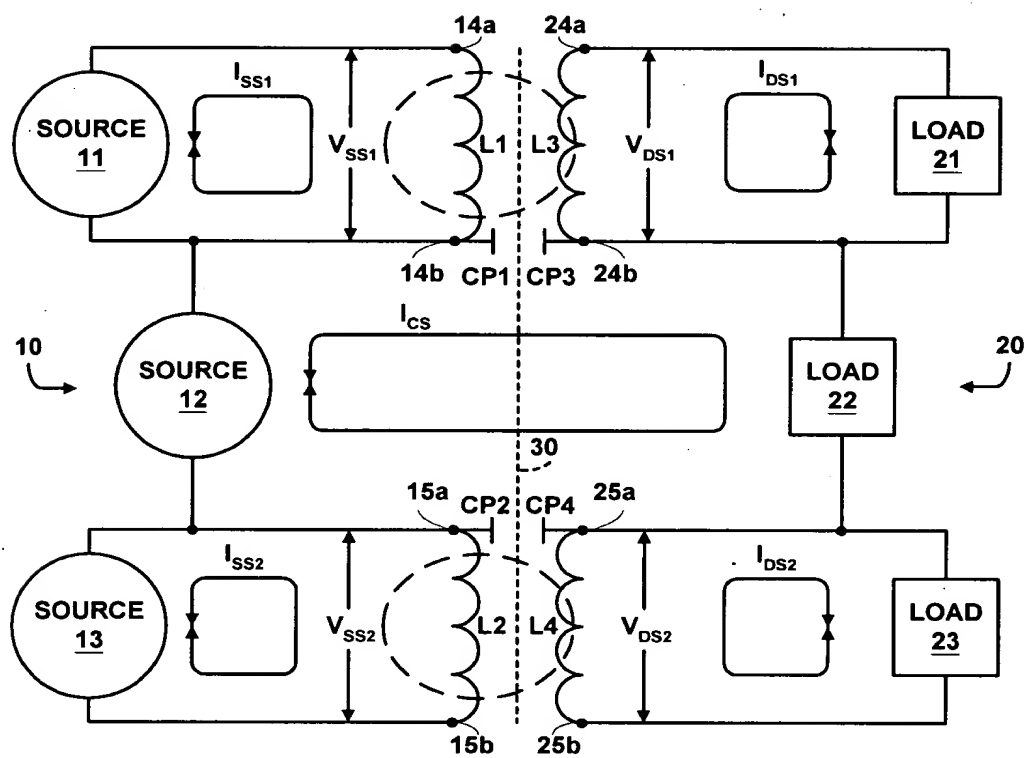 14a
24a
I_SS1
I_DS1
SOURCE
11
V_SS1
L1
L3
V_DS1
LOAD
21
14b
CP1
CP3
24b
I_CS
10
SOURCE
12
LOAD
22
20
30
15a
CP2
CP4
25a
I_SS2
I_DS2
SOURCE
13
V_SS2
L2
L4
V_DS2
LOAD
23
15b
25b